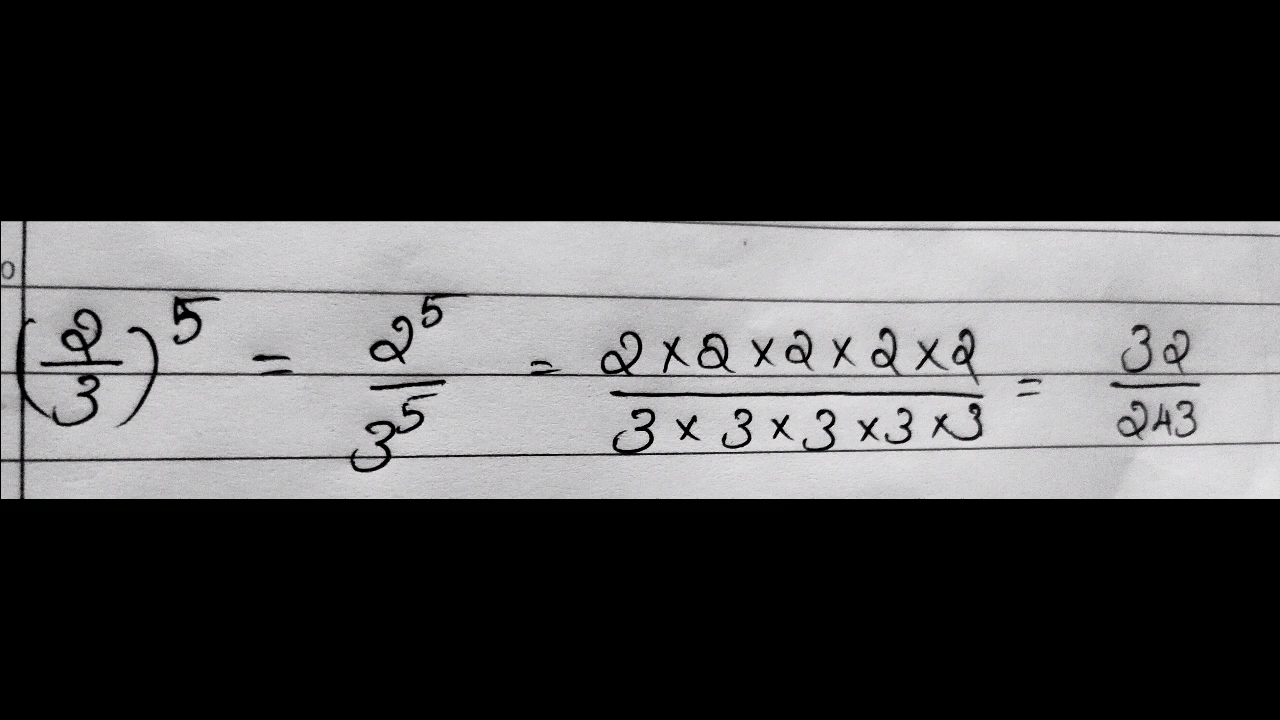 (2/3)^5 = 2^5/3^5 = (2×2×2×2×2)/(3×3×3×3×3) = 32/243